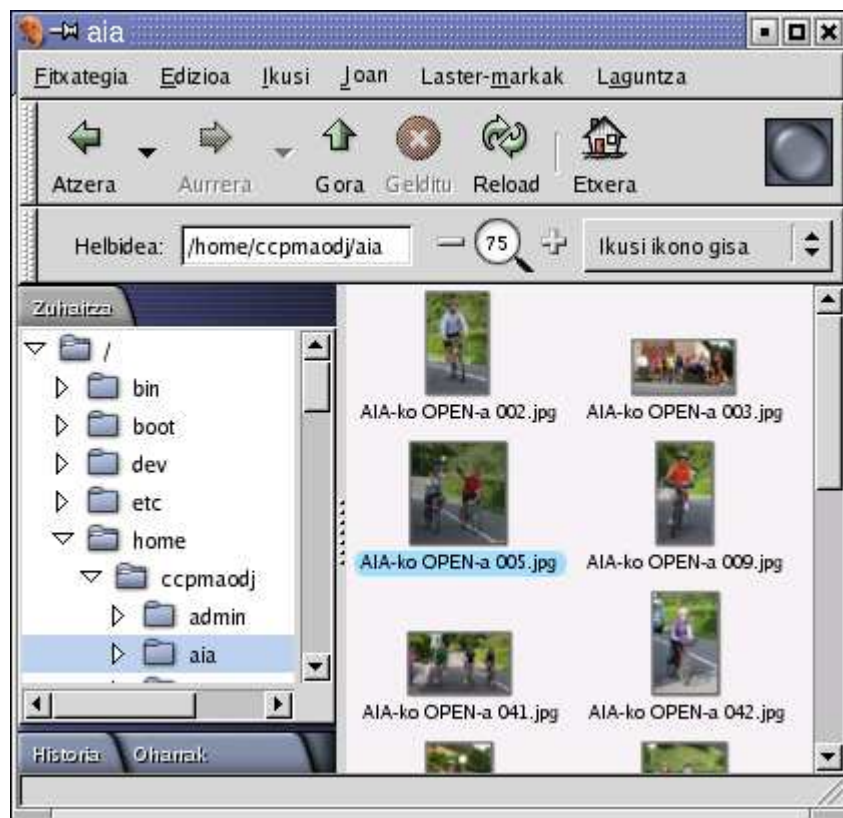 aia
Fitxategia Edizioa Ikusi Joan Laster-markak Laguntza
Atzera Aurrera Gora Gelditu Reload Etxera
Helbidea: /home/ccpmaodj/aia 75 Ikusi ikono gisa
Zuhaitza
/
bin
boot
dev
etc
home
ccpmaodj
admin
aia
AIA-ko OPEN-a 002.jpg AIA-ko OPEN-a 003.jpg
AIA-ko OPEN-a 005.jpg AIA-ko OPEN-a 009.jpg
AIA-ko OPEN-a 041.jpg AIA-ko OPEN-a 042.jpg
Historia Oharrak